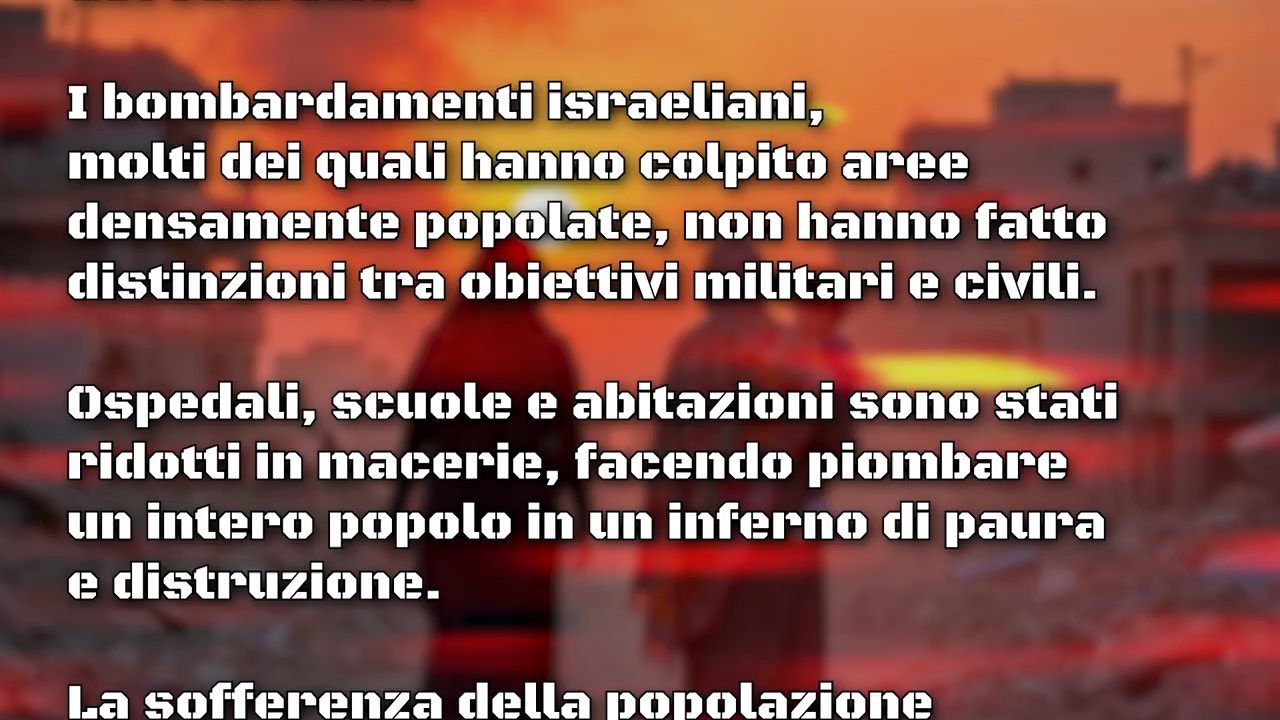 I bombardamenti israeliani,
molti dei quali hanno colpito aree
densamente popolate, non hanno fatto
distinzioni tra obiettivi militari e civili.
Ospedali, scuole e abitazioni sono stati
ridotti in macerie, facendo piombare
un intero popolo in un inferno di paura
e distruzione.
La sofferenza della popolazione